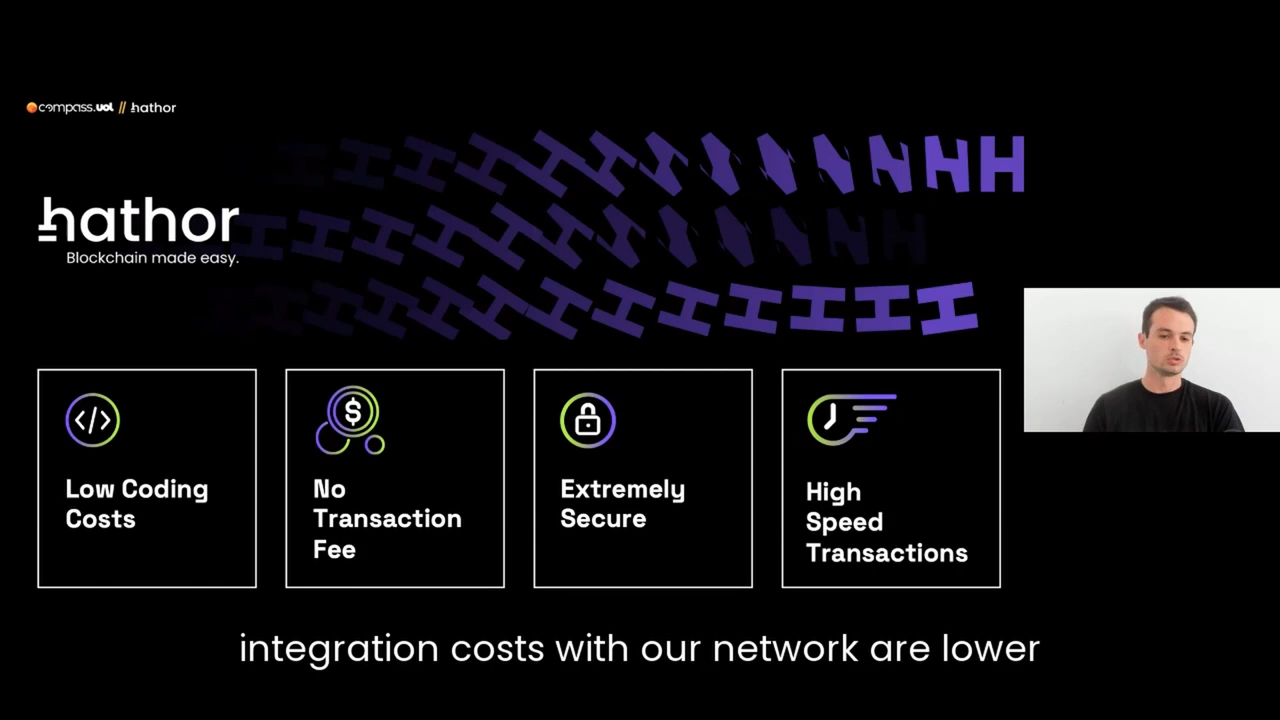 compass.uol // hathor
hathor
Blockchain made easy.
Low Coding
Costs
No
Transaction
Fee
Extremely
Secure
High
Speed
Transactions
integration costs with our network are lower